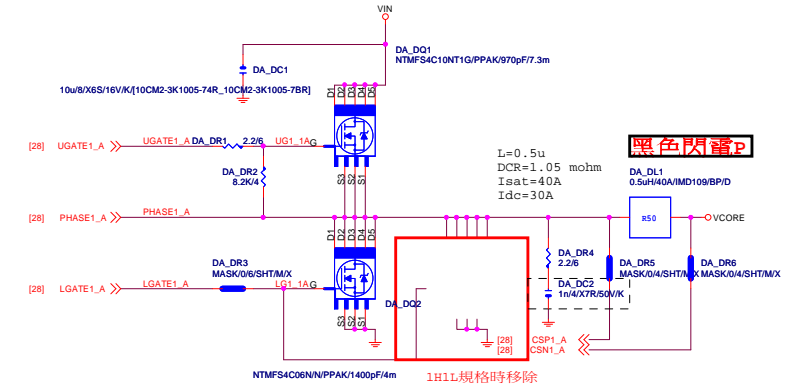 VIN
DA_DQ1
NTMFS4C10NT1G/PPAK/970pF/7.3m
DA_DC1
10u/8/X6S/16V/K/[10CM2-3K1005-74R_10CM2-3K1005-7BR]
D1
D2
D3
D4
D5
[28]
UGATE1_A
UGATE1_A
DA_DR1
2.2/6
UG1_1A
G
S3
S2
S1
DA_DR2
8.2K/4
L=0.5u
DCR=1.05 mohm
Isat=40A
Idc=30A
黑色閃電P
DA_DL1
0.5uH/40A/IMD109/BP/D
R50
VCORE
[28]
PHASE1_A
PHASE1_A
D1
D2
D3
D4
D5
DA_DR3
MASK/0/6/SHT/M/X
[28]
LGATE1_A
LGATE1_A
LG1_1A
G
S3
S2
S1
DA_DQ2
NTMFS4C06N/N/PPAK/1400pF/4m
DA_DR4
2.2/6
DA_DC2
1n/4/X7R/50V/K
DA_DR5
MASK/0/4/SHT/M/X
DA_DR6
MASK/0/4/SHT/M/X
[28]
CSP1_A
[28]
CSN1_A
1H1L規格時移除